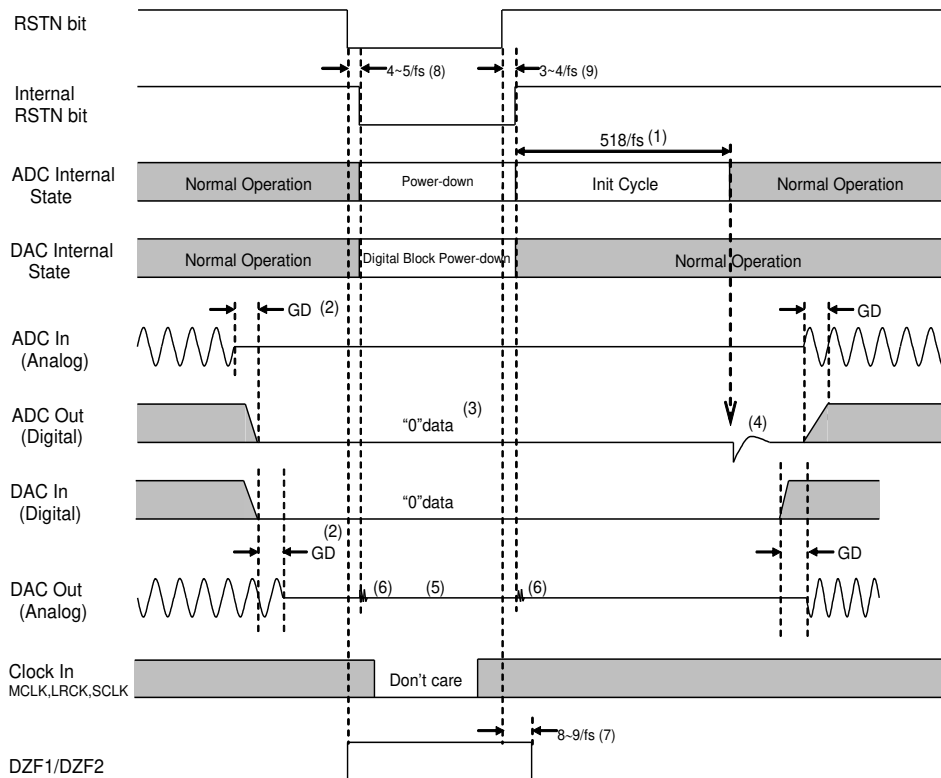 RSTN bit
4~5/fs (8)
3~4/fs (9)
Internal
RSTN bit
518/fs (1)
ADC Internal
State
Normal Operation
Power-down
Init Cycle
Normal Operation
DAC Internal
State
Normal Operation
Digital Block Power-down
Normal Operation
GD (2)
GD
ADC In
(Analog)
ADC Out
(Digital)
“0”data (3)
(4)
DAC In
(Digital)
“0”data
(2)
GD
GD
DAC Out
(Analog)
(6)
(5)
(6)
Clock In
MCLK,LRCK,SCLK
Don't care
8~9/fs (7)
DZF1/DZF2